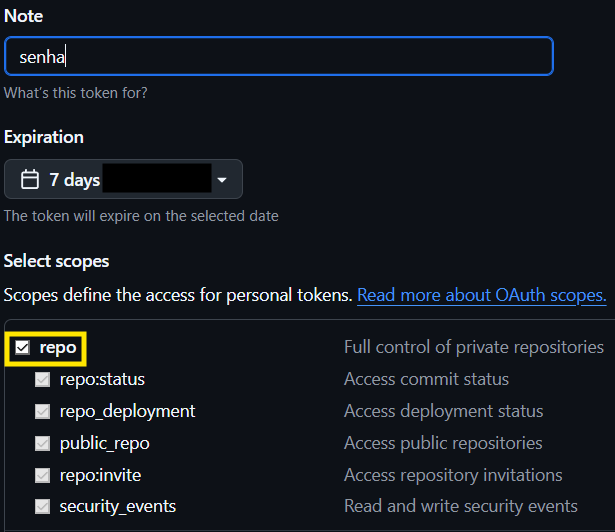 Note
senha
What's this token for?
Expiration
7 days
The token will expire on the selected date
Select scopes
Scopes define the access for personal tokens. Read more about OAuth scopes.
repo Full control of private repositories
repo:status Access commit status
repo_deployment Access deployment status
public_repo Access public repositories
repo:invite Access repository invitations
security_events Read and write security events